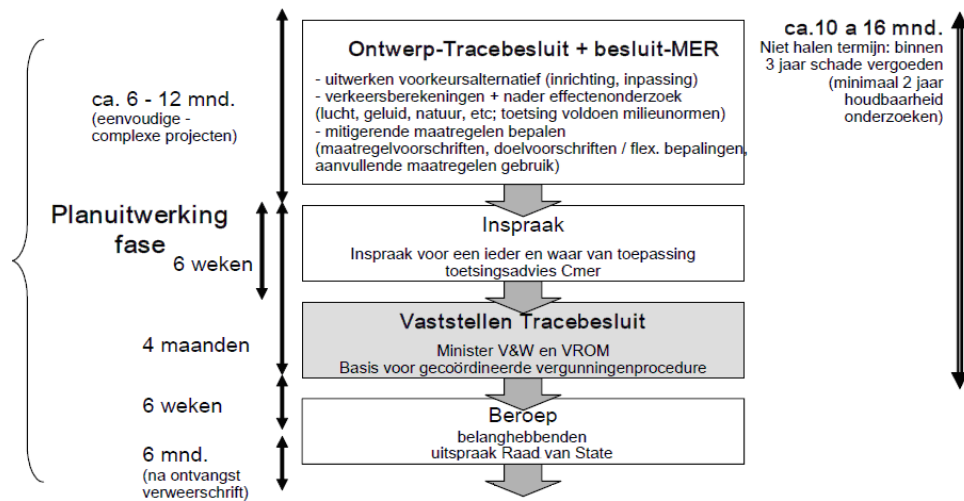 ca. 6 - 12 mnd.
(eenvoudige -
complexe projecten)
Planuitwerking
fase
6 weken
4 maanden
6 weken
6 mnd.
(na ontvangst
verweerschrift)
Ontwerp-Tracebesluit + besluit-MER
- uitwerken voorkeursalternatief (inrichting, inpassing)
- verkeersberekeningen + nader effectenonderzoek
(lucht, geluid, natuur, etc; toetsing voldoen milieunormen)
- mitigerende maatregelen bepalen
(maatregelvoorschriften, doelvoorschriften / flex. bepalingen,
aanvullende maatregelen gebruik)
Inspraak
Inspraak voor een ieder en waar van toepassing
toetsingsadvies Cmer
Vaststellen Tracebesluit
Minister V&W en VROM
Basis voor gecoördineerde vergunningenprocedure
Beroep
belanghebbenden
uitspraak Raad van State
ca.10 a 16 mnd.
Niet halen termijn: binnen
3 jaar schade vergoeden
(minimaal 2 jaar
houdbaarheid
onderzoeken)